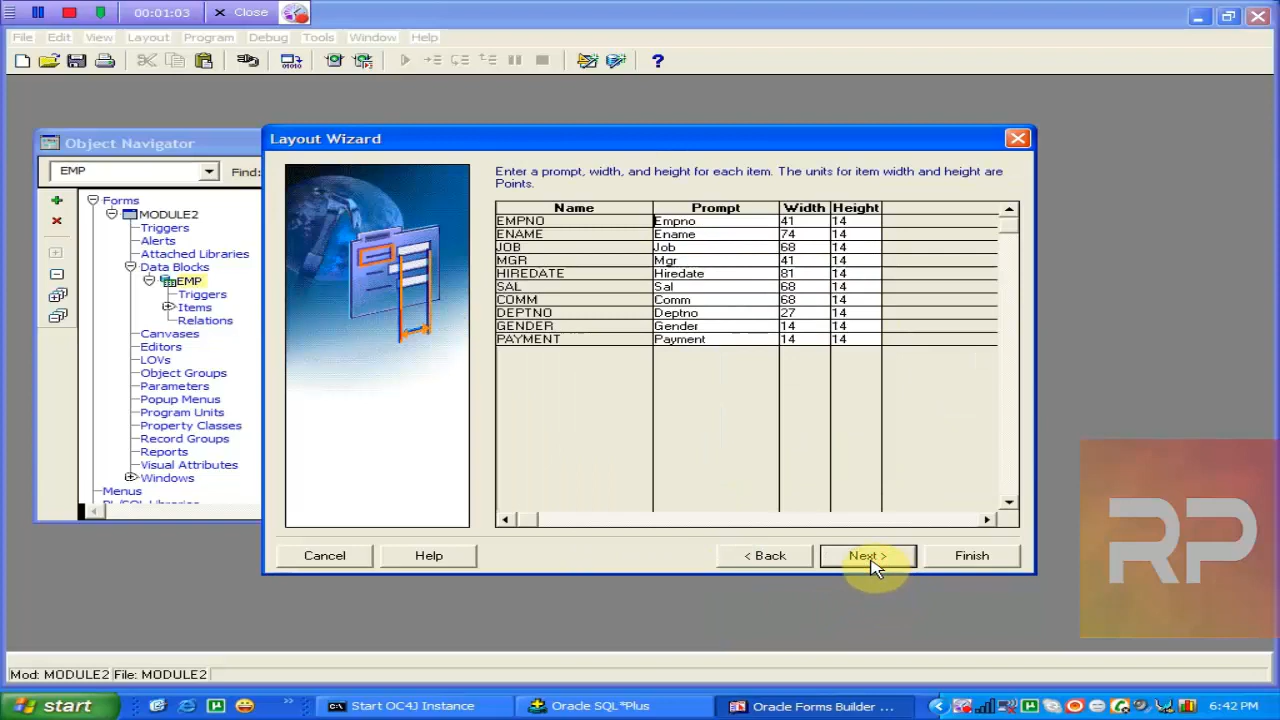 00:01:03 Close
File Edit View Layout Program Debug Tools Window Help
Object Navigator
EMP Find:
Forms
MODULE2
Triggers
Alerts
Attached Libraries
Data Blocks
EMP
Triggers
Items
Relations
Canvases
Editors
LOVs
Object Groups
Parameters
Popup Menus
Program Units
Property Classes
Record Groups
Reports
Visual Attributes
Windows
Menus
PL/SQL Libraries
Layout Wizard
Enter a prompt, width, and height for each item. The units for item width and height are
Points.
Name Prompt Width Height
EMPNO Empno 41 14
ENAME Ename 74 14
JOB Job 68 14
MGR Mgr 41 14
HIREDATE Hiredate 81 14
SAL Sal 68 14
COMM Comm 68 14
DEPTNO Deptno 27 14
GENDER Gender 14 14
PAYMENT Payment 14 14
Cancel Help < Back Next > Finish
RP
Mod: MODULE2 File: MODULE2
start Start OC4J Instance Oracle SQL*Plus Oracle Forms Builder ... 6:42 PM